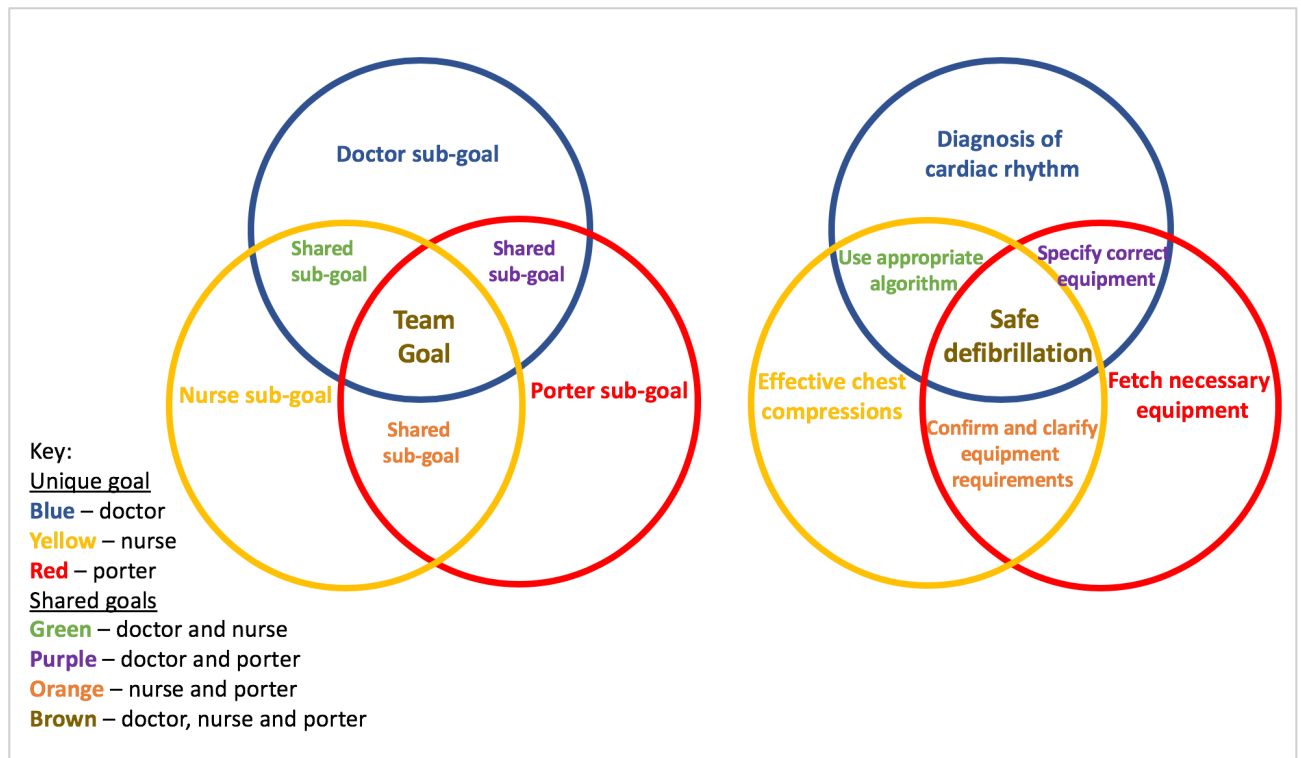 Doctor sub-goal
Shared
sub-goal
Shared
sub-goal
Team
Goal
Nurse sub-goal
Porter sub-goal
Shared
sub-goal
Key:
Unique goal
Blue – doctor
Yellow – nurse
Red – porter
Shared goals
Green – doctor and nurse
Purple – doctor and porter
Orange – nurse and porter
Brown – doctor, nurse and porter
Diagnosis of
cardiac rhythm
Use appropriate
algorithm
Specify correct
equipment
Safe
defibrillation
Effective chest
compressions
Fetch necessary
equipment
Confirm and clarify
equipment
requirements